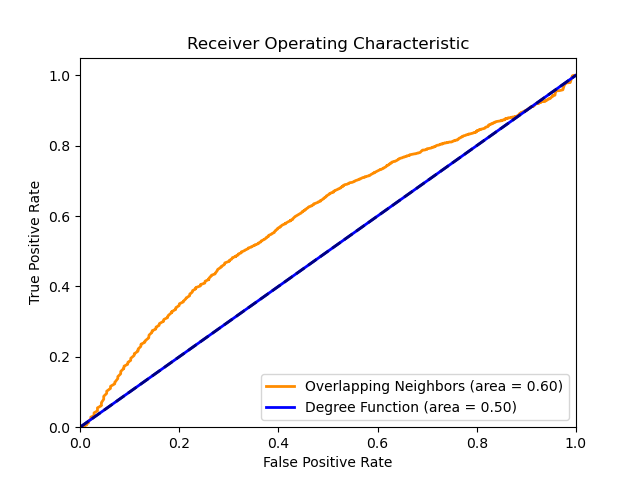 Receiver Operating Characteristic
1.0
0.8
0.6
0.4
0.2
0.0
True Positive Rate
Overlapping Neighbors (area = 0.60)
Degree Function (area = 0.50)
0.0 0.2 0.4 0.6 0.8 1.0
False Positive Rate